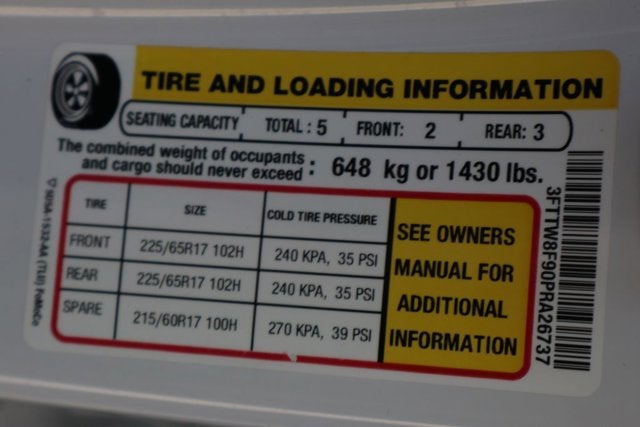 TIRE AND LOADING INFORMATION
SEATING CAPACITY TOTAL: 5 FRONT: 2 REAR: 3
The combined weight of occupants
and cargo should never exceed : 648 kg or 1430 lbs.
TIRE SIZE COLD TIRE PRESSURE
FRONT 225/65R17 102H 240 KPA, 35 PSI
REAR 225/65R17 102H 240 KPA, 35 PSI
SPARE 215/60R17 100H 270 KPA, 39 PSI
SEE OWNERS
MANUAL FOR
ADDITIONAL
INFORMATION
3FTTW8F90PRA26737
(TLU) FoMoCo